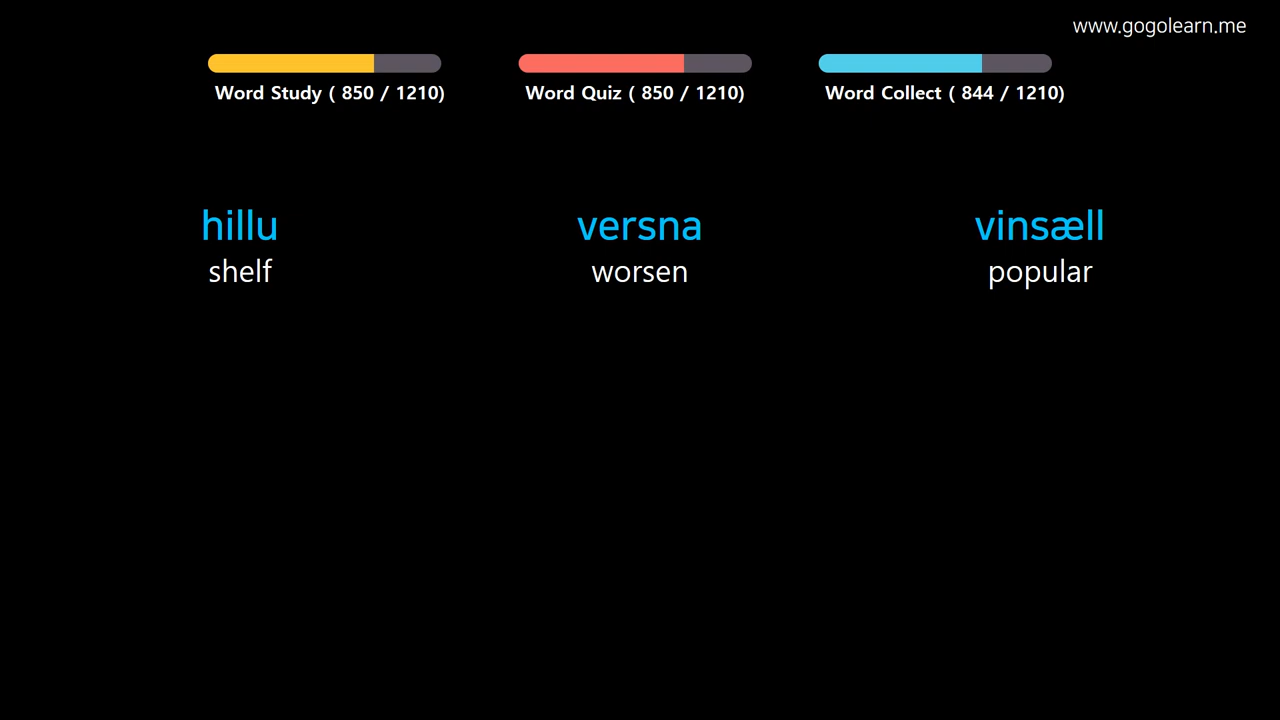 www.gogolearn.me
Word Study ( 850 / 1210)
Word Quiz ( 850 / 1210)
Word Collect ( 844 / 1210)
hillu
shelf
versna
worsen
vinsæll
popular